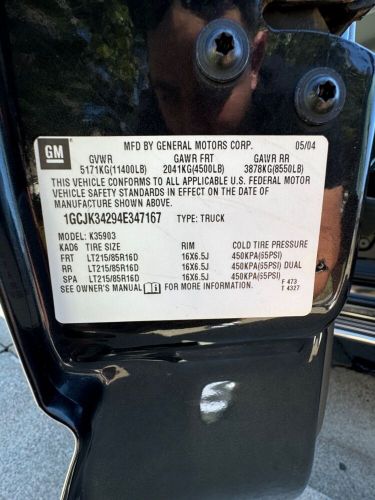 GM
MFD BY GENERAL MOTORS CORP. 05/04
GVWR GAWR FRT GAWR RR
5171KG(11400LB) 2041KG(4500LB) 3878KG(8550LB)
THIS VEHICLE CONFORMS TO ALL APPLICABLE U.S. FEDERAL MOTOR
VEHICLE SAFETY STANDARDS IN EFFECT ON THE DATE OF
MANUFACTURE SHOWN ABOVE.
1GCJK34294E347167 TYPE: TRUCK
MODEL: K35903
KAD6 TIRE SIZE RIM COLD TIRE PRESSURE
FRT LT215/85R16D 16X6.5J 450KPA(65PSI)
RR LT215/85R16D 16X6.5J 450KPA(65PSI) DUAL
SPA LT215/85R16D 16X6.5J 450KPA(65PSI)
SEE OWNER'S MANUAL FOR MORE INFORMATION. F 473
T 4327